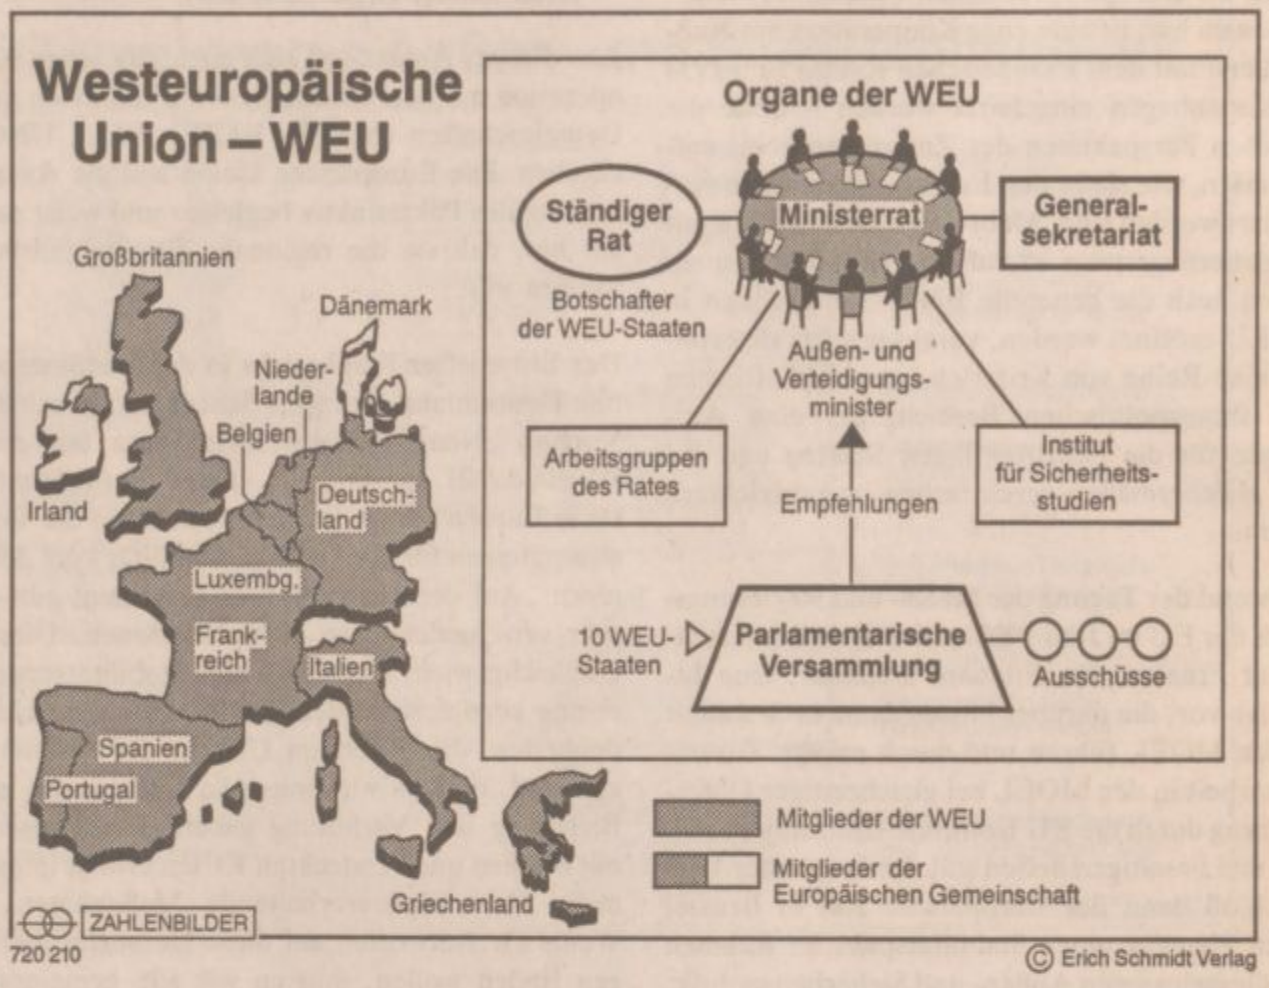 Westeuropäische
Union – WEU
Großbritannien
Dänemark
Nieder-
lande
Belgien
Irland
Deutsch-
land
Luxembg.
Frank-
reich
Italien
Spanien
Portugal
Griechenland
Organe der WEU
Ständiger
Rat
Ministerrat
General-
sekretariat
Botschafter
der WEU-Staaten
Außen- und
Verteidigungs-
minister
Arbeitsgruppen
des Rates
Institut
für Sicherheits-
studien
Empfehlungen
10 WEU-
Staaten
Parlamentarische
Versammlung
Ausschüsse
Mitglieder der WEU
Mitglieder der
Europäischen Gemeinschaft
ZAHLENBILDER
720 210
© Erich Schmidt Verlag